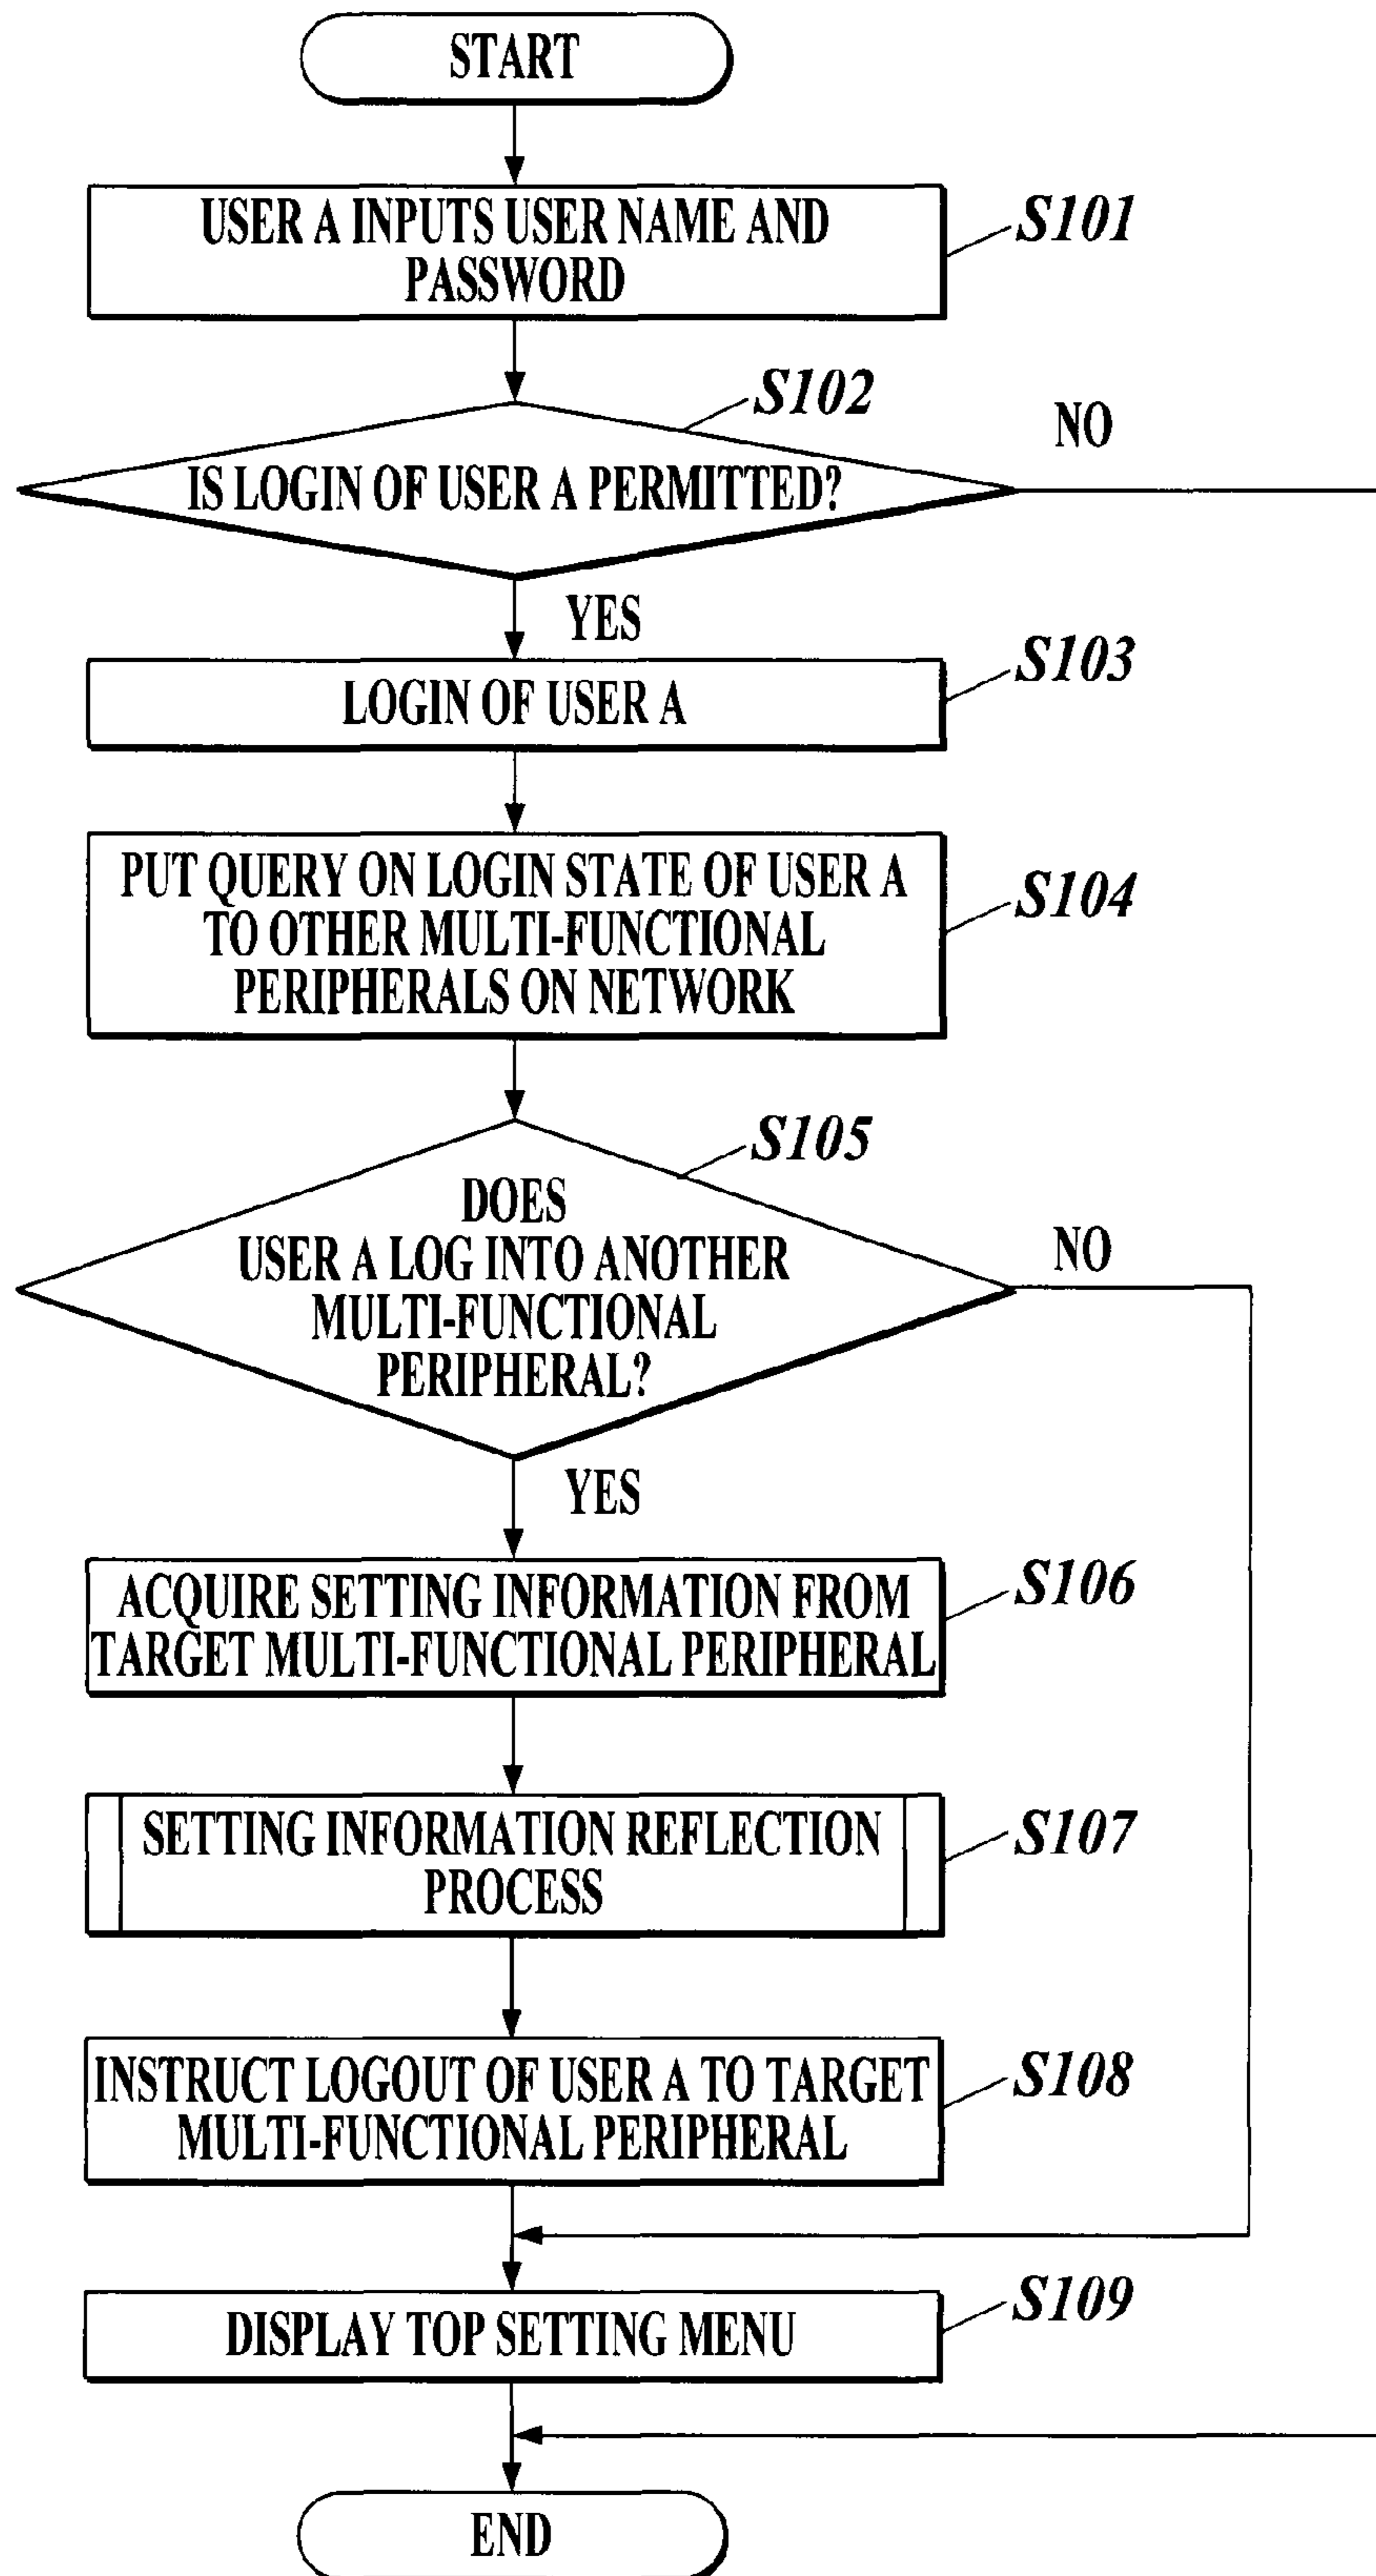 START
USER A INPUTS USER NAME AND
PASSWORD
S101
S102
NO
IS LOGIN OF USER A PERMITTED?
YES
S103
LOGIN OF USER A
PUT QUERY ON LOGIN STATE OF USER A
TO OTHER MULTI-FUNCTIONAL
PERIPHERALS ON NETWORK
S104
S105
DOES
USER A LOG INTO ANOTHER
MULTI-FUNCTIONAL
PERIPHERAL?
NO
YES
ACQUIRE SETTING INFORMATION FROM
TARGET MULTI-FUNCTIONAL PERIPHERAL
S106
SETTING INFORMATION REFLECTION
PROCESS
S107
INSTRUCT LOGOUT OF USER A TO TARGET
MULTI-FUNCTIONAL PERIPHERAL
S108
S109
DISPLAY TOP SETTING MENU
END